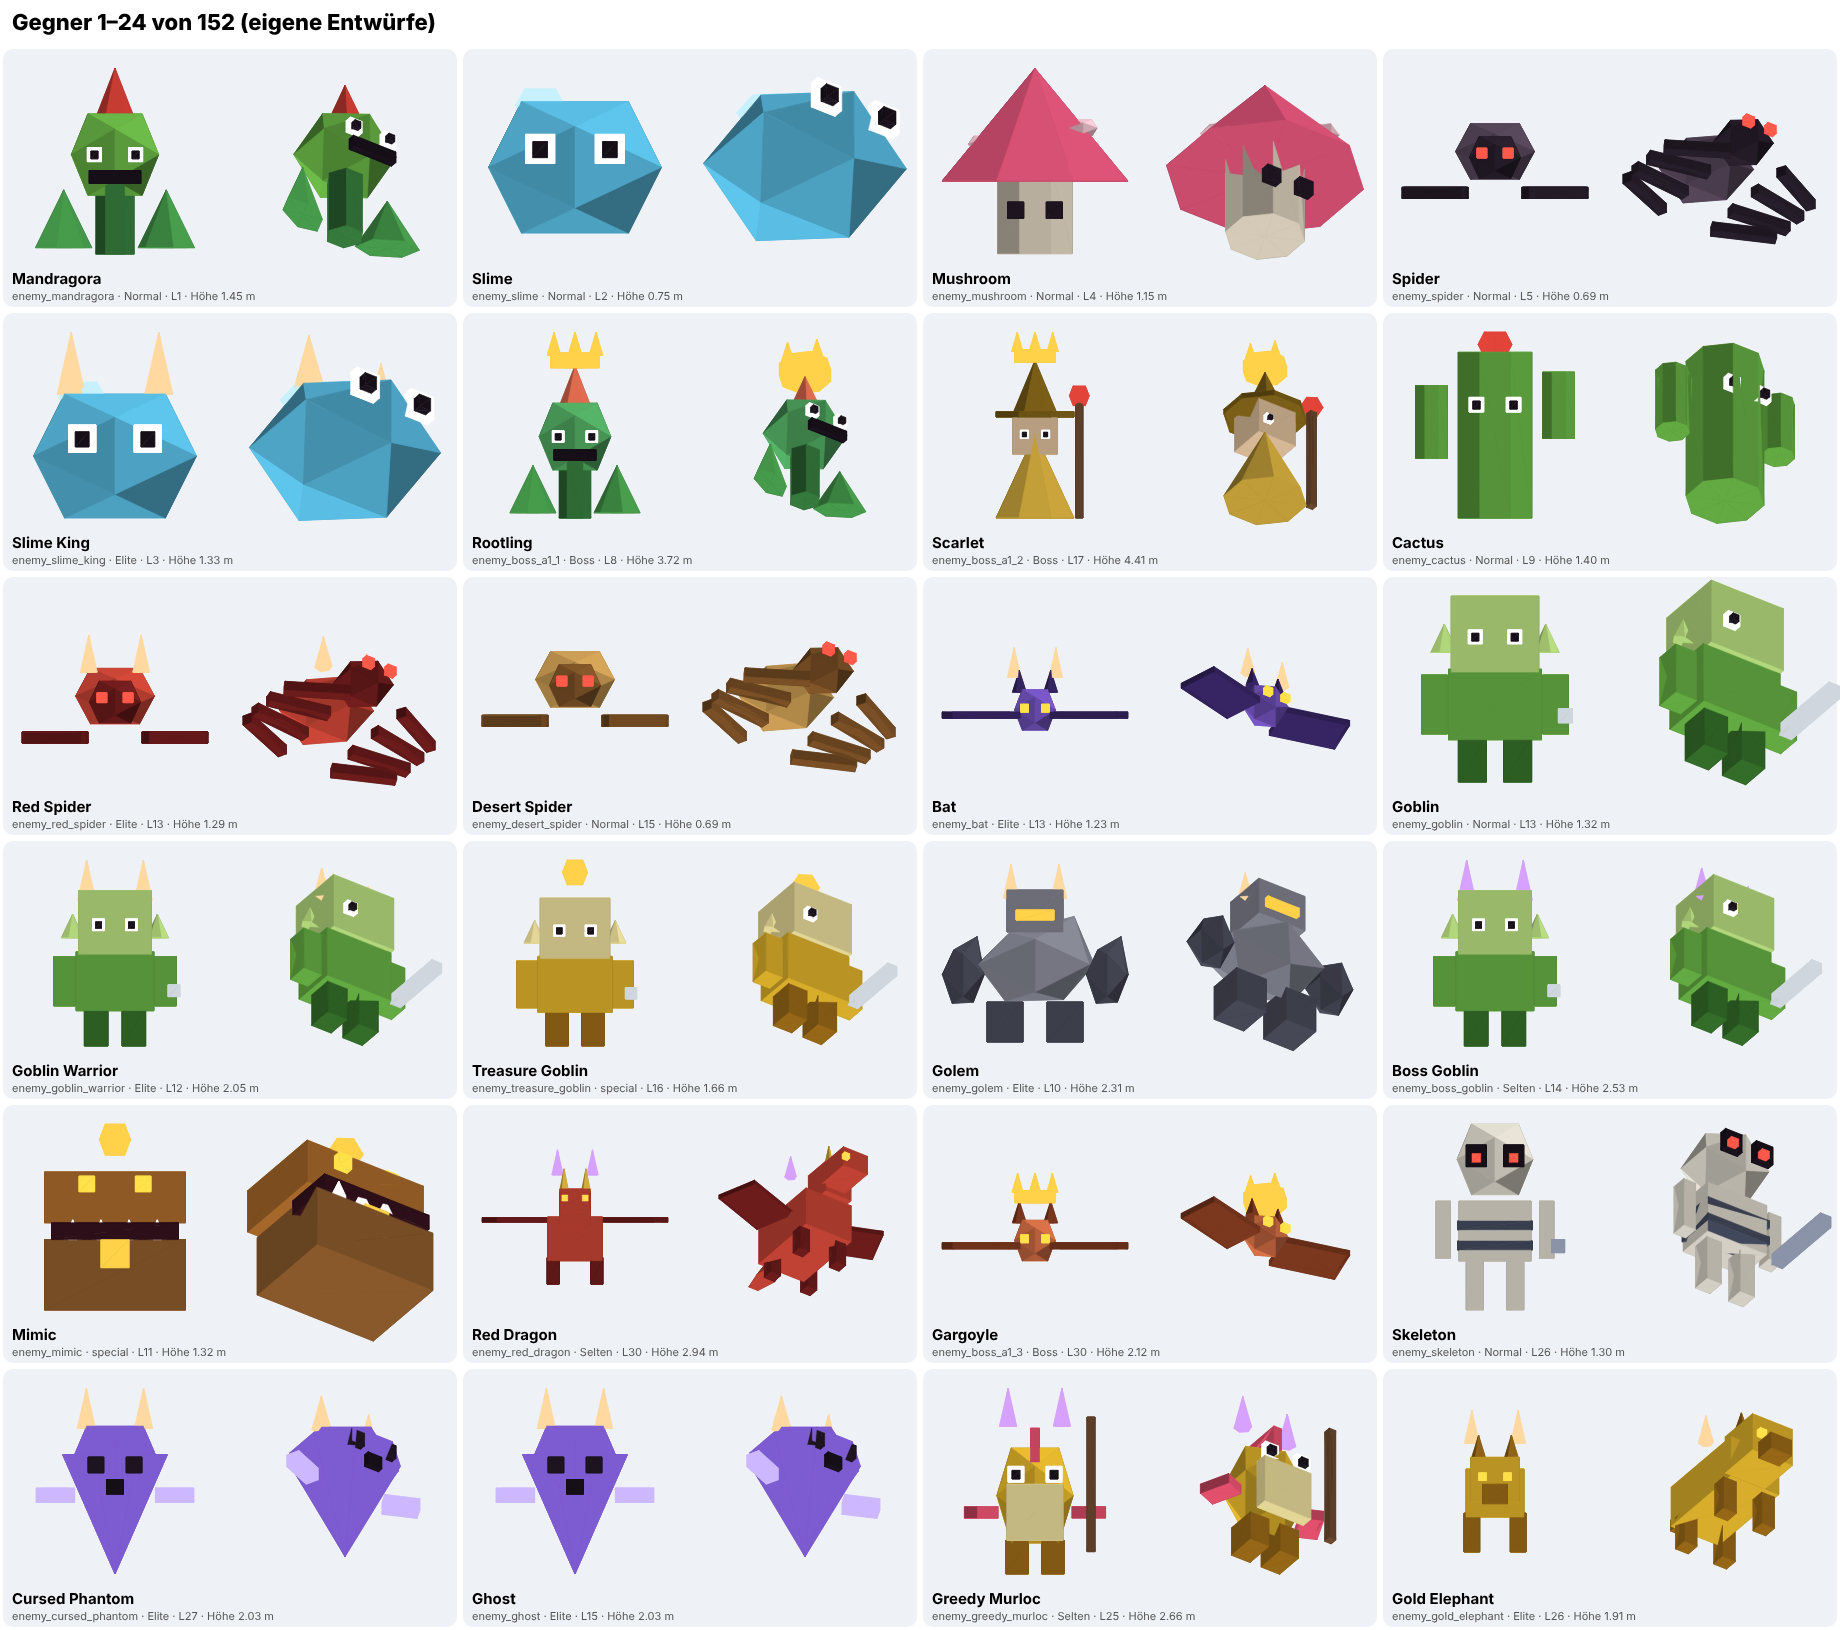 Gegner 1–24 von 152 (eigene Entwürfe)
Mandragora
enemy_mandragora · Normal · L1 · Höhe 1.45 m
Slime
enemy_slime · Normal · L2 · Höhe 0.75 m
Mushroom
enemy_mushroom · Normal · L4 · Höhe 1.15 m
Spider
enemy_spider · Normal · L5 · Höhe 0.69 m
Slime King
enemy_slime_king · Elite · L3 · Höhe 1.33 m
Rootling
enemy_boss_a1_1 · Boss · L8 · Höhe 3.72 m
Scarlet
enemy_boss_a1_2 · Boss · L17 · Höhe 4.41 m
Cactus
enemy_cactus · Normal · L9 · Höhe 1.40 m
Red Spider
enemy_red_spider · Elite · L13 · Höhe 1.29 m
Desert Spider
enemy_desert_spider · Normal · L15 · Höhe 0.69 m
Bat
enemy_bat · Elite · L13 · Höhe 1.23 m
Goblin
enemy_goblin · Normal · L13 · Höhe 1.32 m
Goblin Warrior
enemy_goblin_warrior · Elite · L12 · Höhe 2.05 m
Treasure Goblin
enemy_treasure_goblin · special · L16 · Höhe 1.66 m
Golem
enemy_golem · Elite · L10 · Höhe 2.31 m
Boss Goblin
enemy_boss_goblin · Selten · L14 · Höhe 2.53 m
Mimic
enemy_mimic · special · L11 · Höhe 1.32 m
Red Dragon
enemy_red_dragon · Selten · L30 · Höhe 2.94 m
Gargoyle
enemy_boss_a1_3 · Boss · L30 · Höhe 2.12 m
Skeleton
enemy_skeleton · Normal · L26 · Höhe 1.30 m
Cursed Phantom
enemy_cursed_phantom · Elite · L27 · Höhe 2.03 m
Ghost
enemy_ghost · Elite · L15 · Höhe 2.03 m
Greedy Murloc
enemy_greedy_murloc · Selten · L25 · Höhe 2.66 m
Gold Elephant
enemy_gold_elephant · Elite · L26 · Höhe 1.91 m